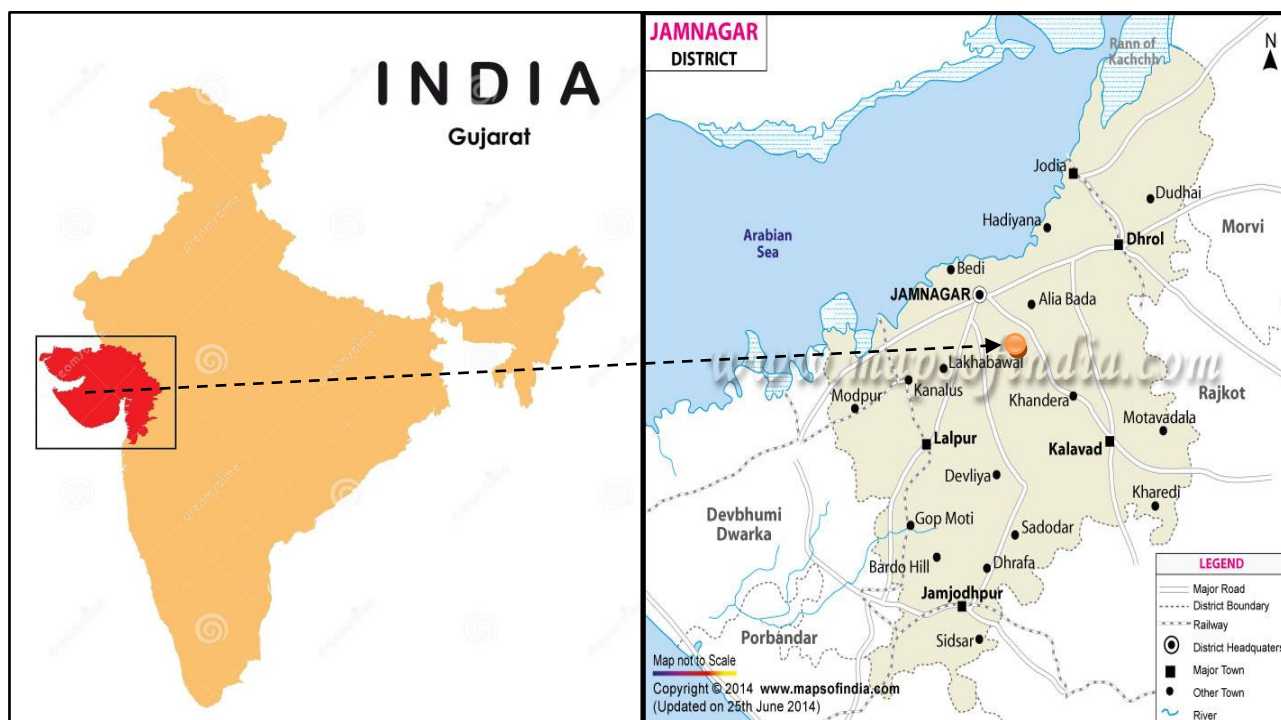 INDIA
Gujarat
dreamstime
JAMNAGAR
DISTRICT
Rann of
Kachchh
N
Jodia
Dudhai
Hadiyana
Arabian
Sea
Dhrol
Morvi
Bedi
JAMNAGAR
Alia Bada
www.mapsofindia.com
Lakhabawal
Kanalus
Modpur
Khandera
Rajkot
Motavadala
Lalpur
Kalavad
Devliya
Kharedi
Devbhumi
Dwarka
Gop Moti
Sadodar
Bardo Hill
Dhrafa
Jamjodhpur
Porbandar
Sidsar
LEGEND
Major Road
District Boundary
Railway
District Headquaters
Major Town
Other Town
River
Map not to Scale
Copyright © 2014 www.mapsofindia.com
(Updated on 25th June 2014)